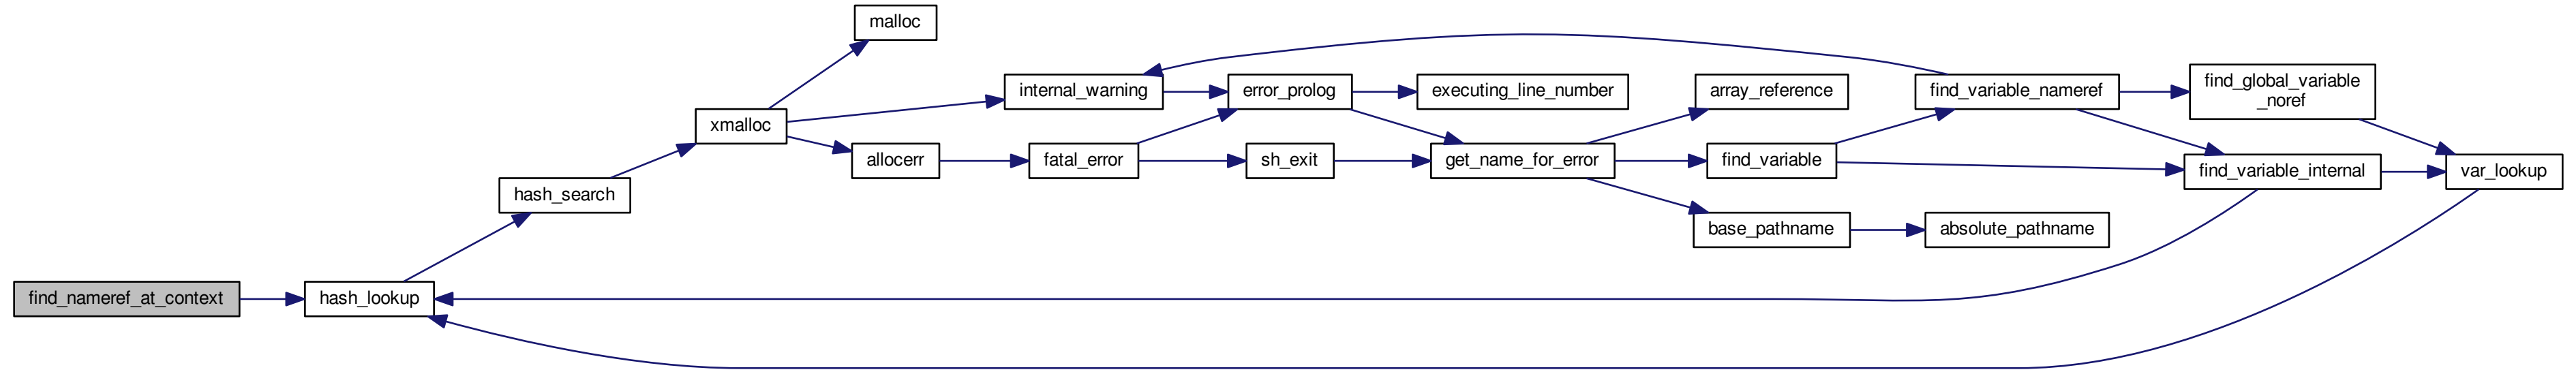 malloc
internal_warning
error_prolog
executing_line_number
array_reference
find_variable_nameref
find_global_variable
_noref
xmalloc
allocerr
fatal_error
sh_exit
get_name_for_error
find_variable
find_variable_internal
var_lookup
hash_search
base_pathname
absolute_pathname
find_nameref_at_context
hash_lookup